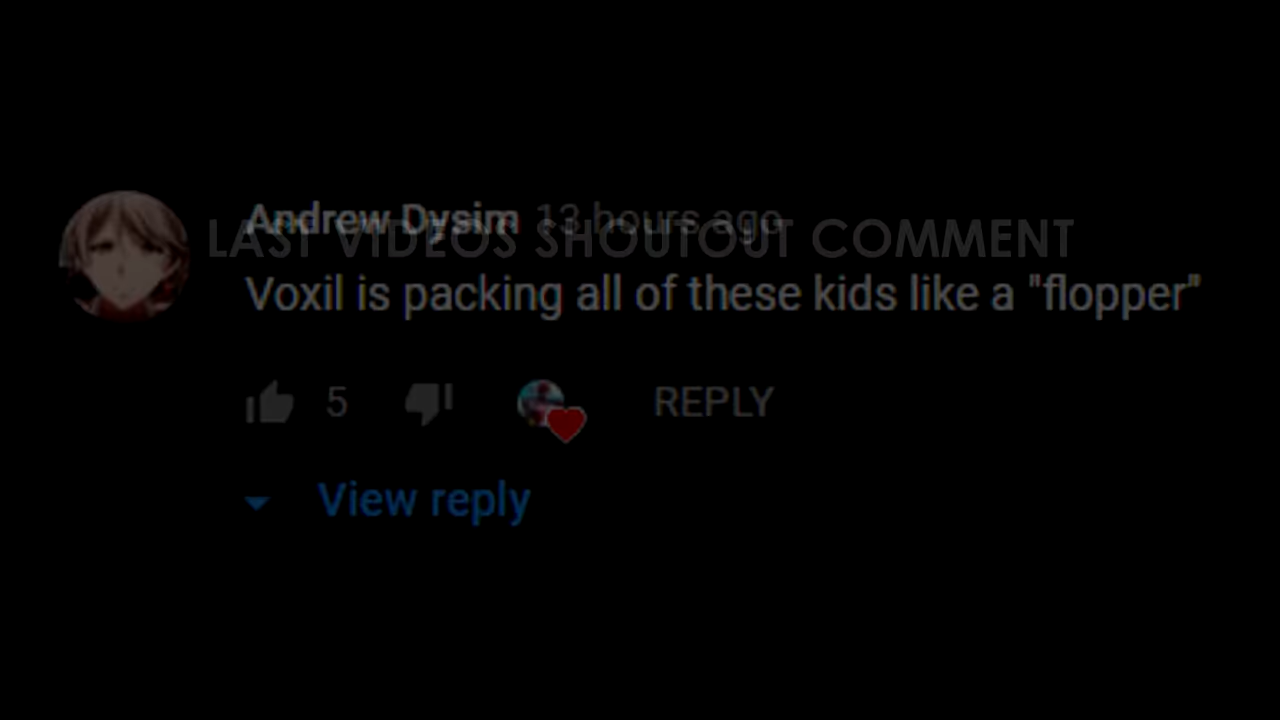 Andrew Dysim 13 hours ago
LAST VIDEOS SHOUTOUT COMMENT
Voxil is packing all of these kids like a "flopper"
5 REPLY
View reply